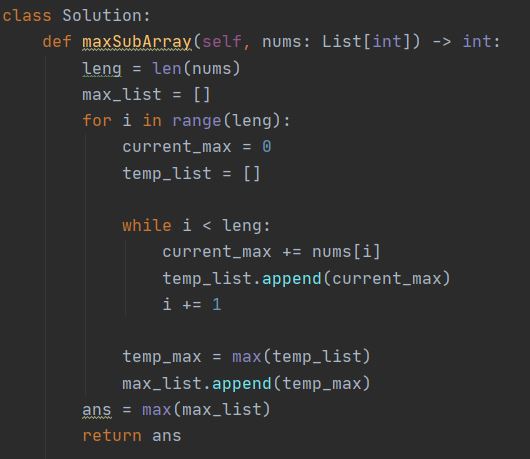 class Solution:
    def maxSubArray(self, nums: List[int]) -> int:
        leng = len(nums)
        max_list = []
        for i in range(leng):
            current_max = 0
            temp_list = []

            while i < leng:
                current_max += nums[i]
                temp_list.append(current_max)
                i += 1

            temp_max = max(temp_list)
            max_list.append(temp_max)
        ans = max(max_list)
        return ans